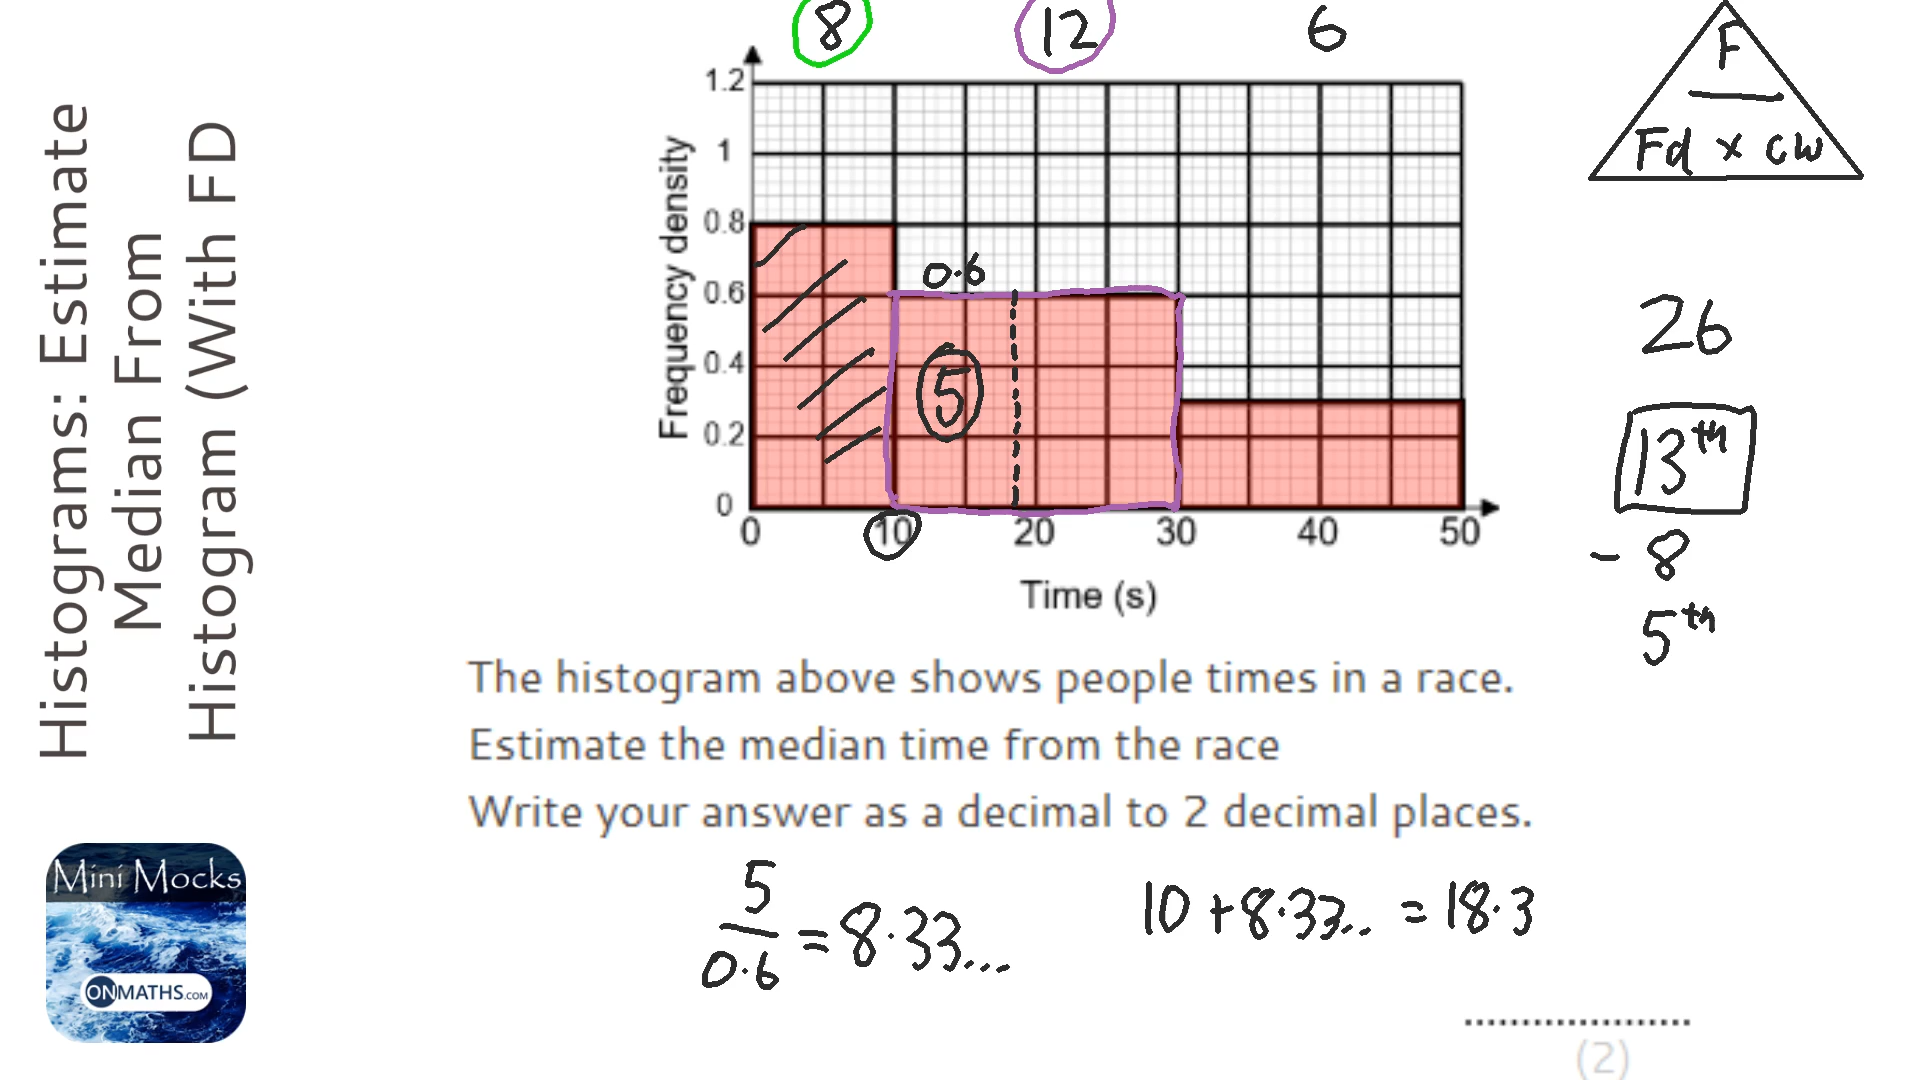 Histograms: Estimate
Median From
Histogram (With FD
8 12 6
F
Fd x cw
1.2
1
0.8
0.6
0.4
0.2
0
Frequency density
0.6
5
0 10 20 30 40 50
Time (s)
26
13th
- 8
5th
The histogram above shows people times in a race.
Estimate the median time from the race
Write your answer as a decimal to 2 decimal places.
5
0.6
= 8.33...
10 + 8.33.. = 18.3
(2)
Mini Mocks
ONMATHS.COM